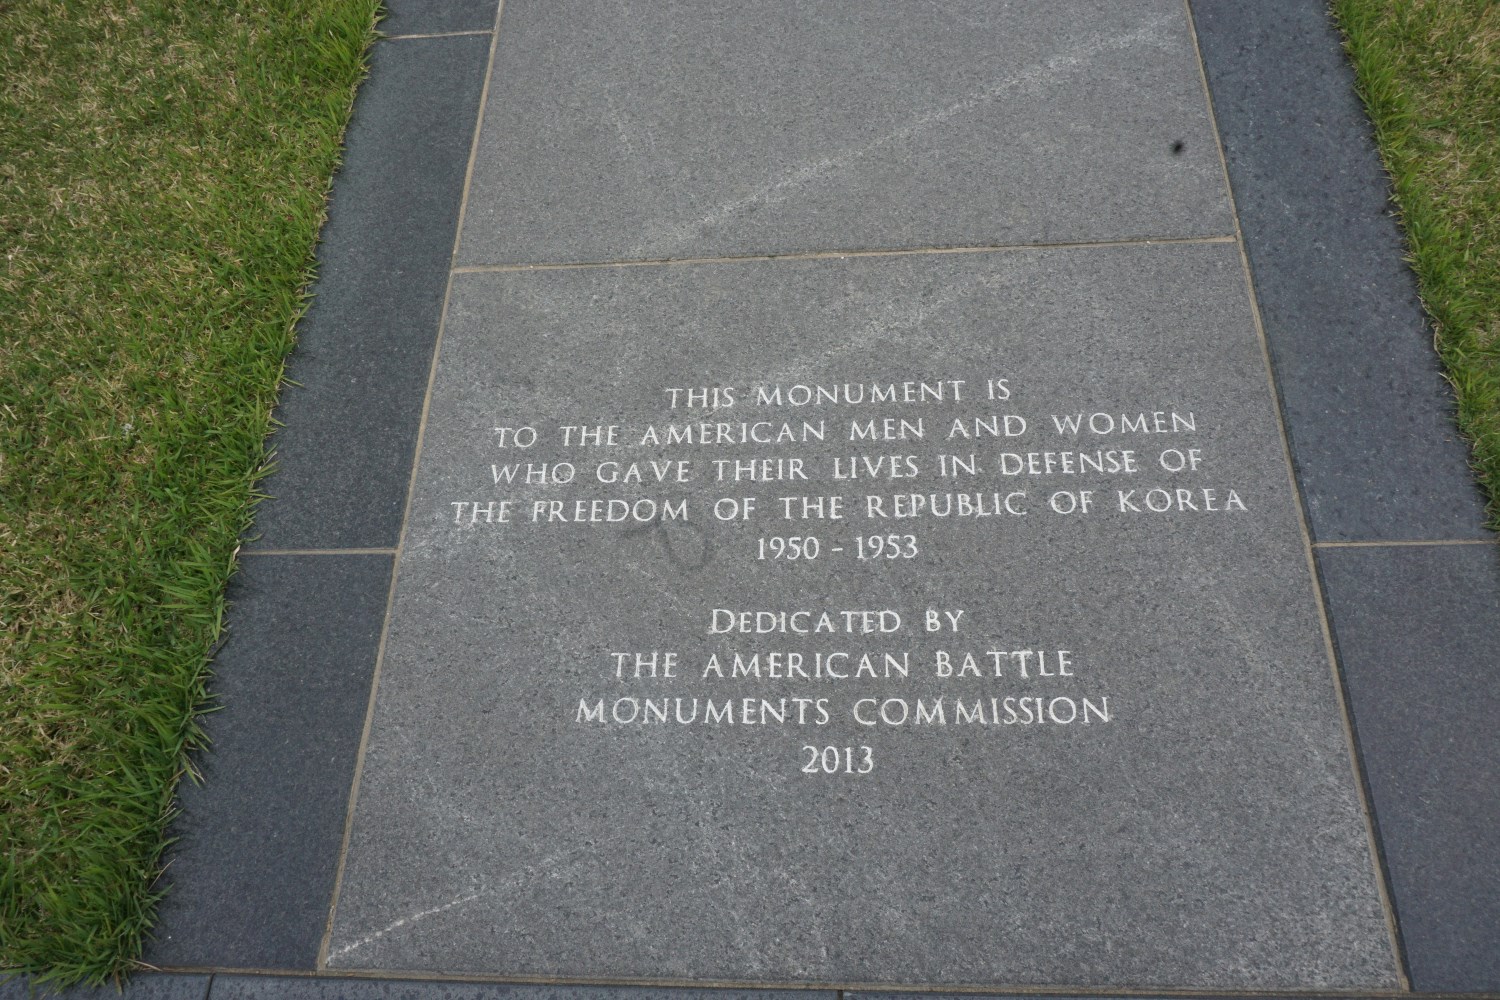 THIS MONUMENT IS
TO THE AMERICAN MEN AND WOMEN
WHO GAVE THEIR LIVES IN DEFENSE OF
THE FREEDOM OF THE REPUBLIC OF KOREA
1950 - 1953
DEDICATED BY
THE AMERICAN BATTLE
MONUMENTS COMMISSION
2013